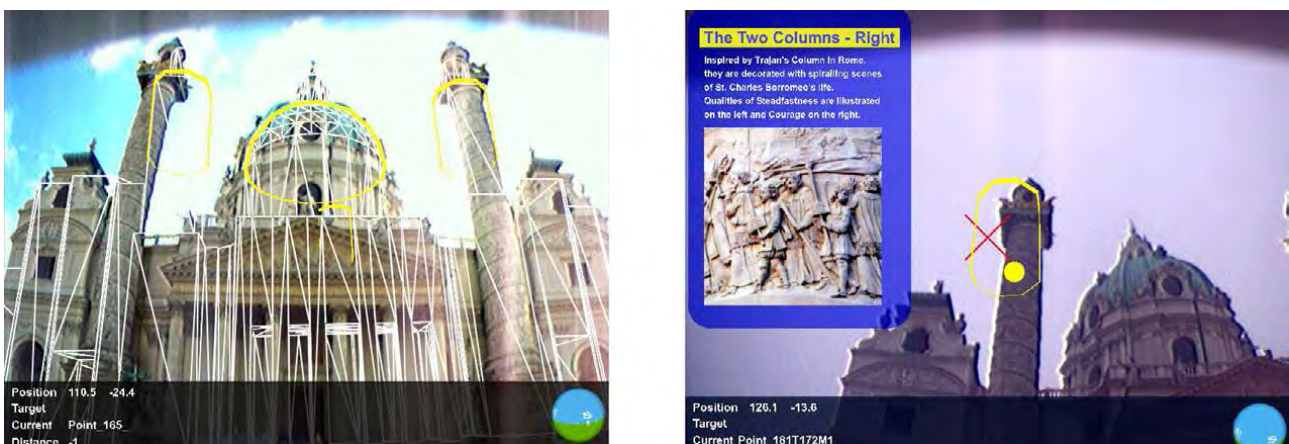 The Two Columns - Right
Inspired by Trajan's Column in Rome,
they are decorated with spiralling scenes
of St. Charles Borromeo's life.
Qualities of Steadfastness are illustrated
on the left and Courage on the right.
Position 110.5 -24.4
Target
Current Point_165_
Distance -1
Position 126.1 -13.6
Target
Current Point_181T172M1